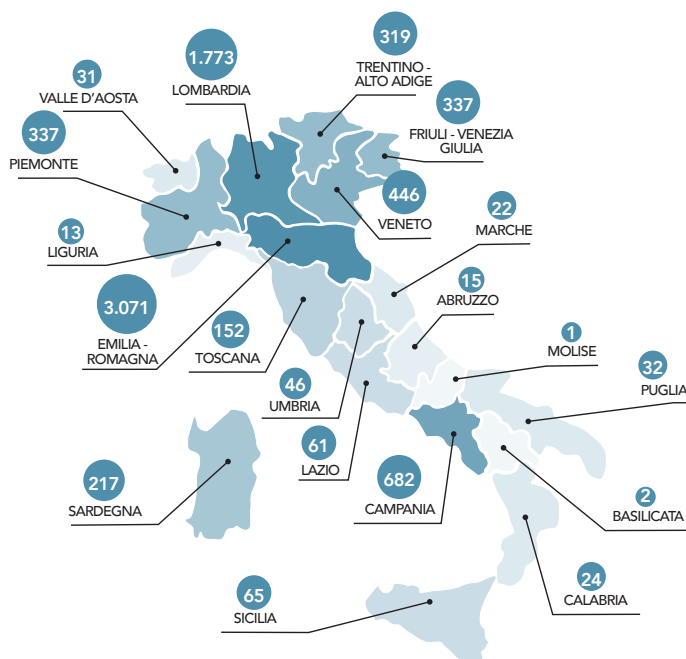 319
TRENTINO -
ALTO ADIGE
1.773
LOMBARDIA
31
VALLE D'AOSTA
337
FRIULI - VENEZIA
GIULIA
337
PIEMONTE
446
VENETO
22
MARCHE
13
LIGURIA
15
ABRUZZO
3.071
EMILIA -
ROMAGNA
152
TOSCANA
1
MOLISE
32
PUGLIA
46
UMBRIA
61
LAZIO
682
CAMPANIA
217
SARDEGNA
2
BASILICATA
24
CALABRIA
65
SICILIA